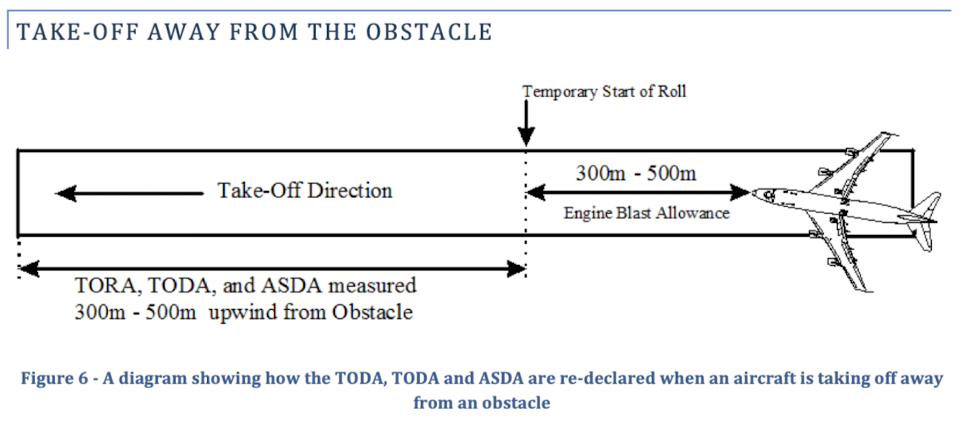 TAKE-OFF AWAY FROM THE OBSTACLE
Temporary Start of Roll
300m - 500m
Take-Off Direction
Engine Blast Allowance
TORA, TODA, and ASDA measured
300m - 500m upwind from Obstacle
Figure 6 - A diagram showing how the TODA, TODA and ASDA are re-declared when an aircraft is taking off away
from an obstacle